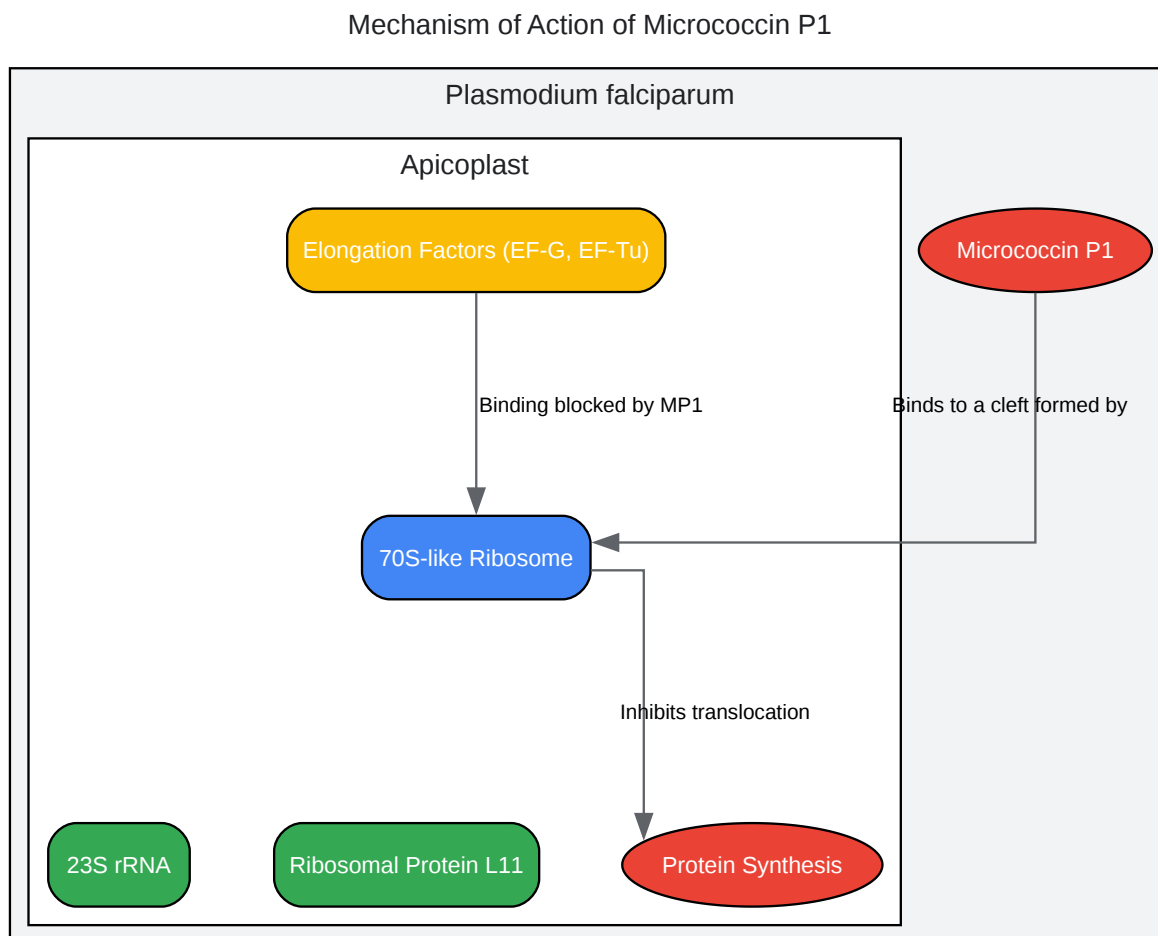 Mechanism of Action of Micrococcin P1
Plasmodium falciparum
Apicoplast
Elongation Factors (EF-G, EF-Tu)
Micrococcin P1
Binding blocked by MP1
Binds to a cleft formed by
70S-like Ribosome
Inhibits translocation
23S rRNA
Ribosomal Protein L11
Protein Synthesis